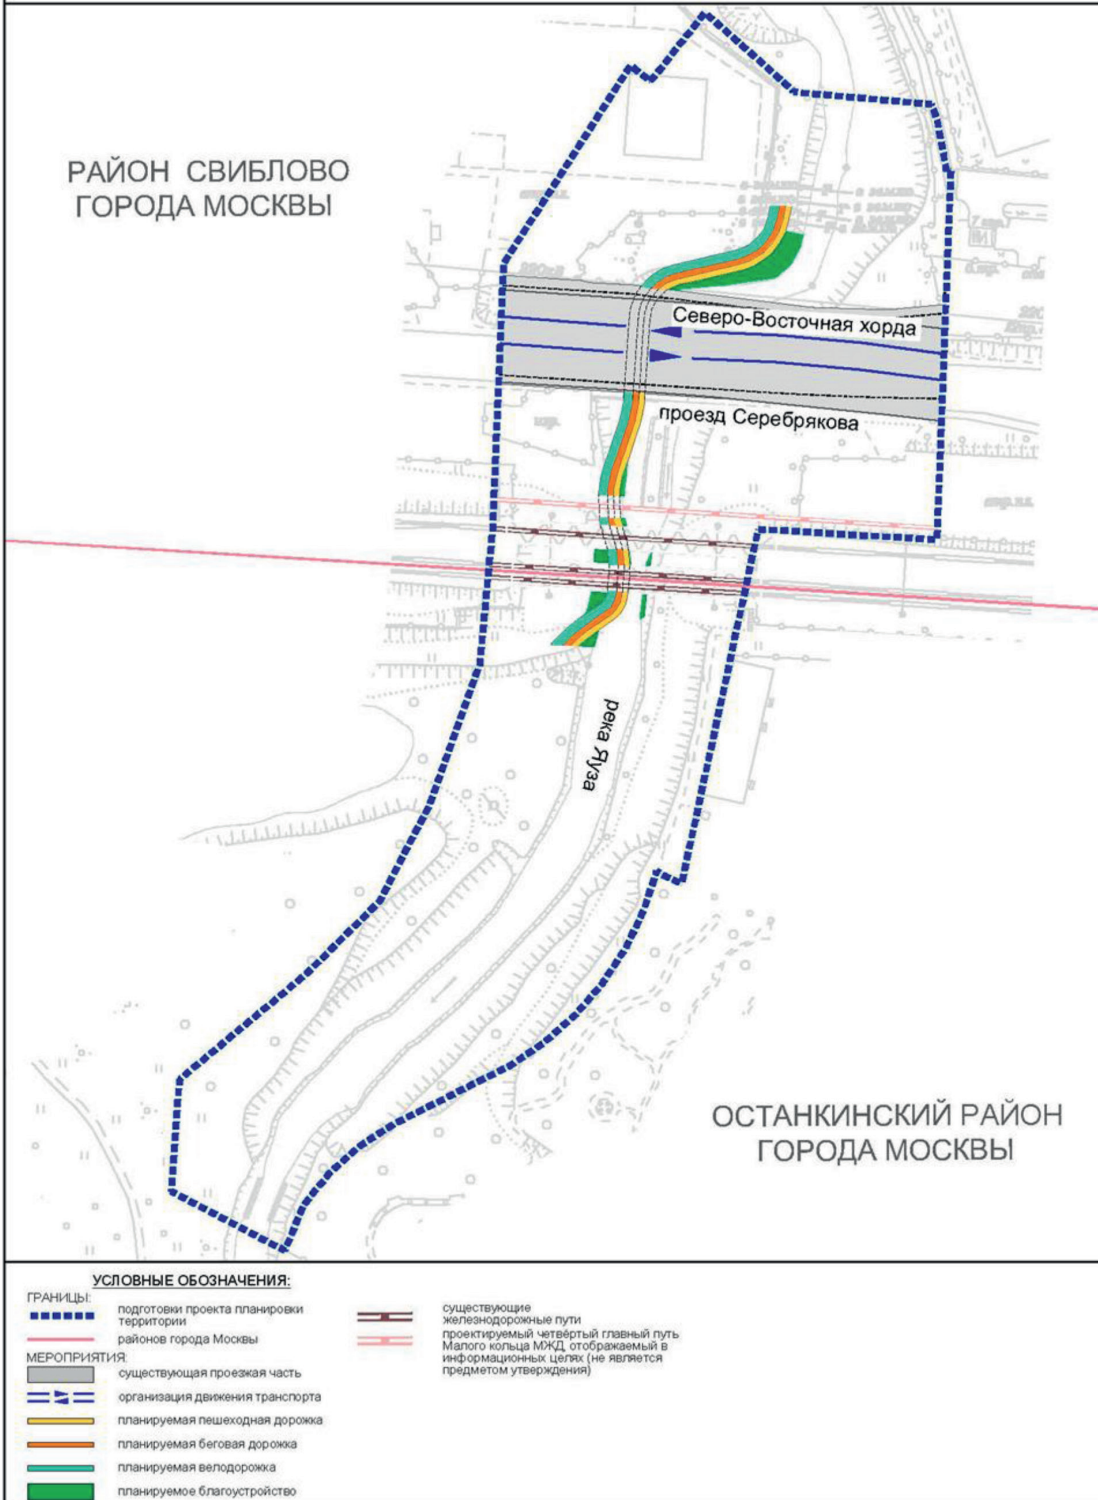 РАЙОН СВИБЛОВО
ГОРОДА МОСКВЫ
Северо-Восточная хорда
проезд Серебрякова
река Яуза
ОСТАНКИНСКИЙ РАЙОН
ГОРОДА МОСКВЫ
УСЛОВНЫЕ ОБОЗНАЧЕНИЯ:
ГРАНИЦЫ:
подготовки проекта планировки
территории
районов города Москвы
МЕРОПРИЯТИЯ:
существующая проезжая часть
организация движения транспорта
планируемая пешеходная дорожка
планируемая беговая дорожка
планируемая велодорожка
планируемое благоустройство
существующие
железнодорожные пути
проектируемый четвёртый главный путь
Малого кольца МЖД, отображаемый в
информационных целях (не является
предметом утверждения)